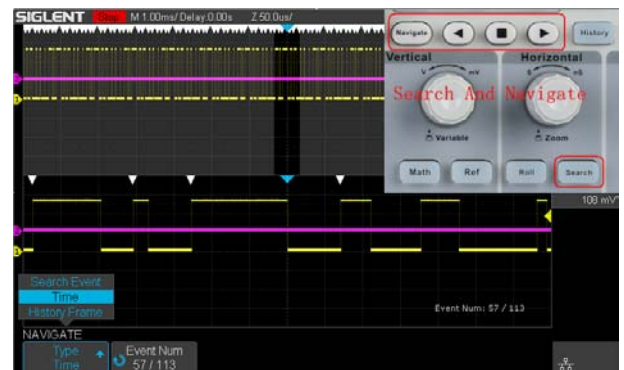 SIGLENT Stop M 1.00ms/ Delay:0.00s Z 50.0us/
Navigate History
Vertical Horizontal
V mV S nS
Search And Navigate
Variable Zoom
Math Ref Roll Search
108 mV
Search Event
Time
History Frame
Event Num: 57 / 113
NAVIGATE
Type Event Num
Time 57 / 113